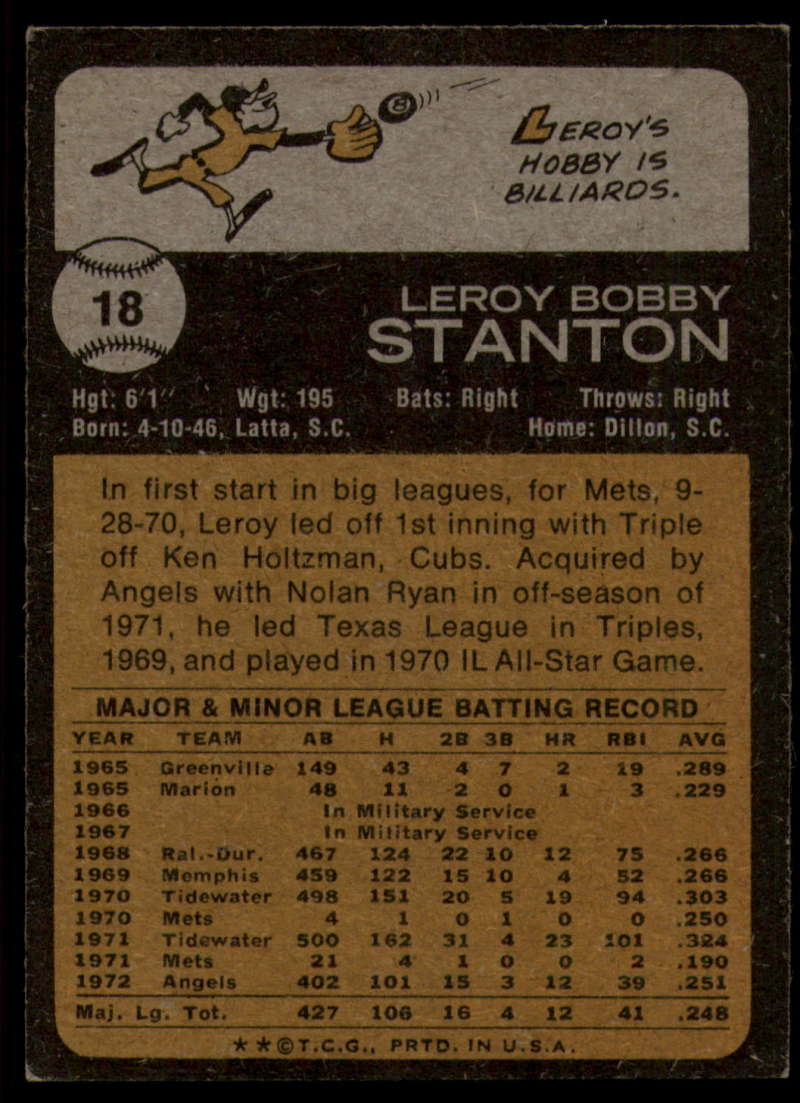 8
LEROY'S
HOBBY IS
BILLIARDS.
18
LEROY BOBBY
STANTON
Hgt: 6'1" Wgt: 195 Bats: Right Throws: Right
Born: 4-10-46, Latta, S.C. Home: Dillon, S.C.
In first start in big leagues, for Mets, 9-
28-70, Leroy led off 1st inning with Triple
off Ken Holtzman, Cubs. Acquired by
Angels with Nolan Ryan in off-season of
1971, he led Texas League in Triples,
1969, and played in 1970 IL All-Star Game.
MAJOR & MINOR LEAGUE BATTING RECORD
YEAR TEAM AB H 2B 3B HR RBI AVG
1965 Greenville 149 43 4 7 2 19 .289
1965 Marion 48 11 2 0 1 3 .229
1966 In Military Service
1967 In Military Service
1968 Ral.-Dur. 467 124 22 10 12 75 .266
1969 Memphis 459 122 15 10 4 52 .266
1970 Tidewater 498 151 20 5 19 94 .303
1970 Mets 4 1 0 1 0 0 .250
1971 Tidewater 500 162 31 4 23 101 .324
1971 Mets 21 4 1 0 0 2 .190
1972 Angels 402 101 15 3 12 39 .251
Maj. Lg. Tot. 427 106 16 4 12 41 .248
★ ★ © T.C.G., PRTD. IN U.S.A.